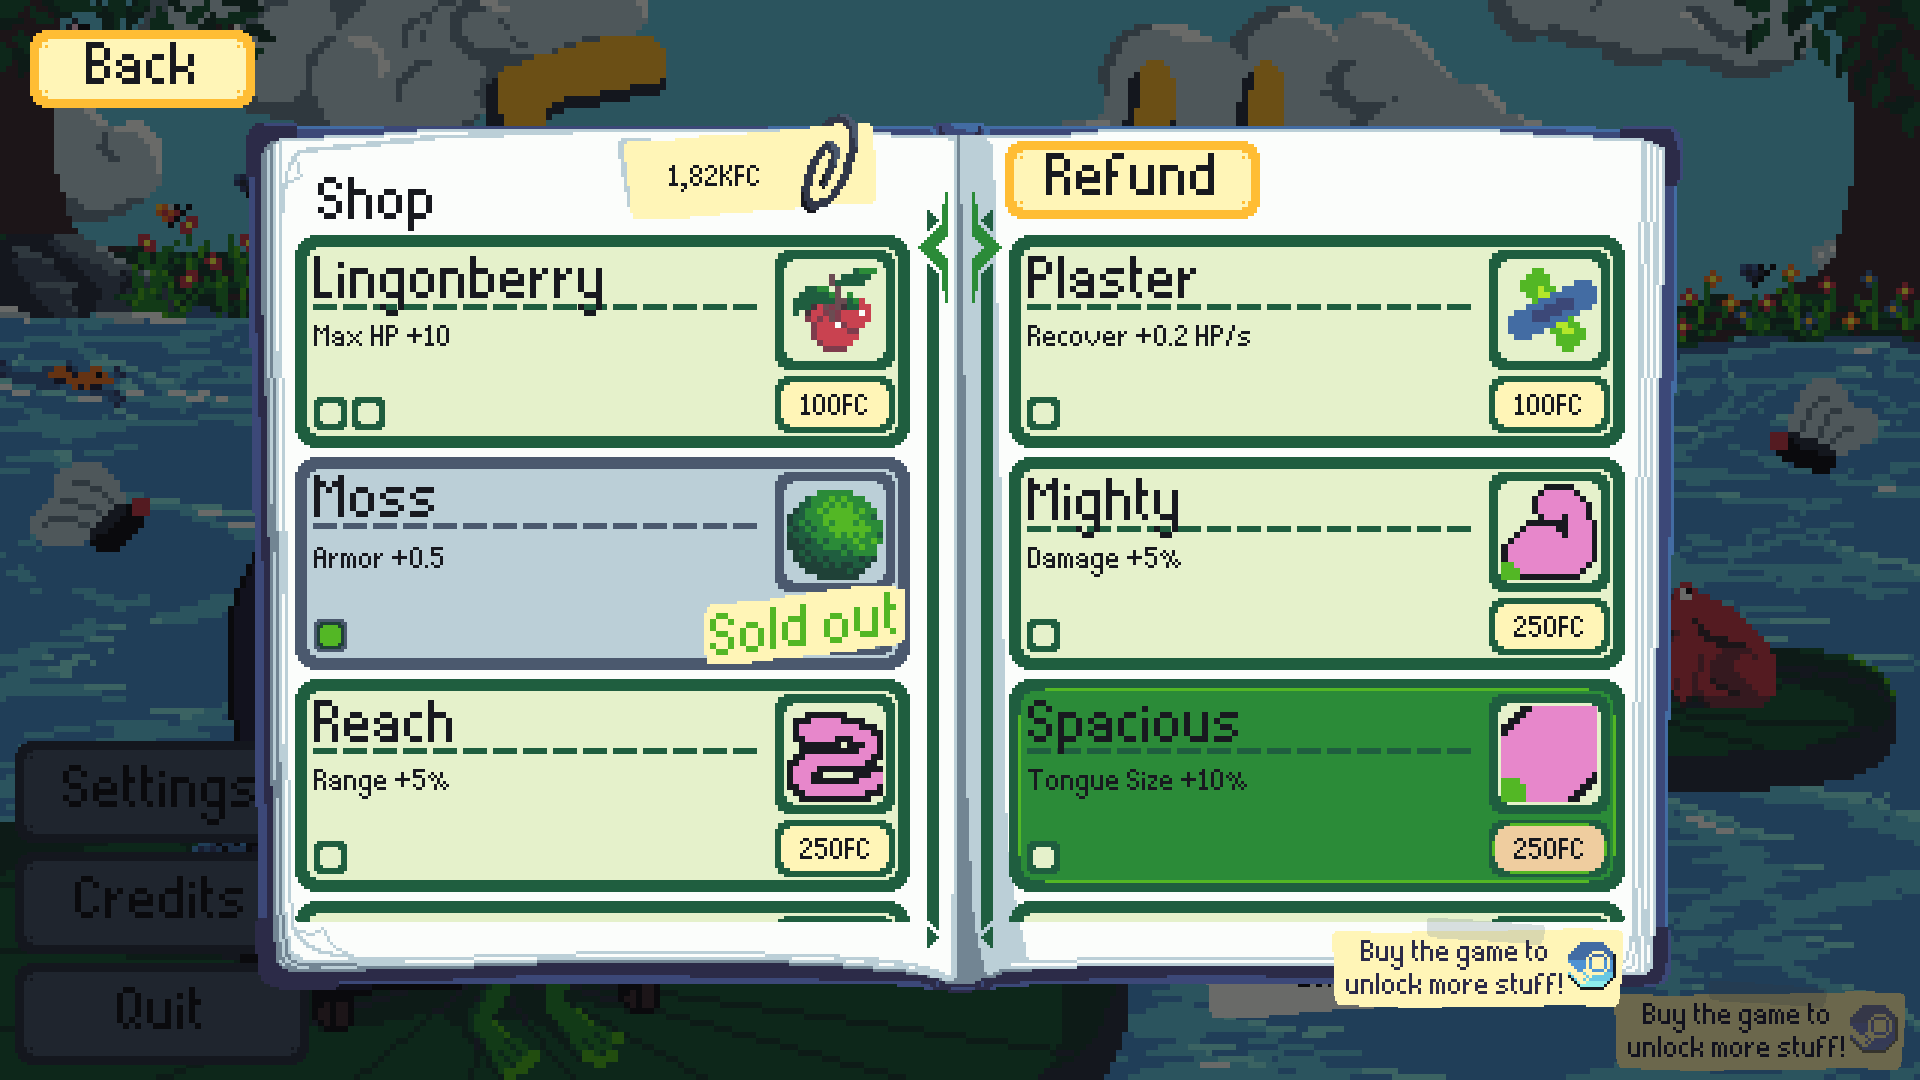 Back
Shop
1,82KFC
Refund
Lingonberry
Max HP +10
100FC
Plaster
Recover +0.2 HP/s
100FC
Moss
Armor +0.5
Sold out
Mighty
Damage +5%
250FC
Reach
Range +5%
250FC
Spacious
Tongue Size +10%
250FC
Settings
Credits
Quit
Buy the game to
unlock more stuff!
Buy the game to
unlock more stuff!